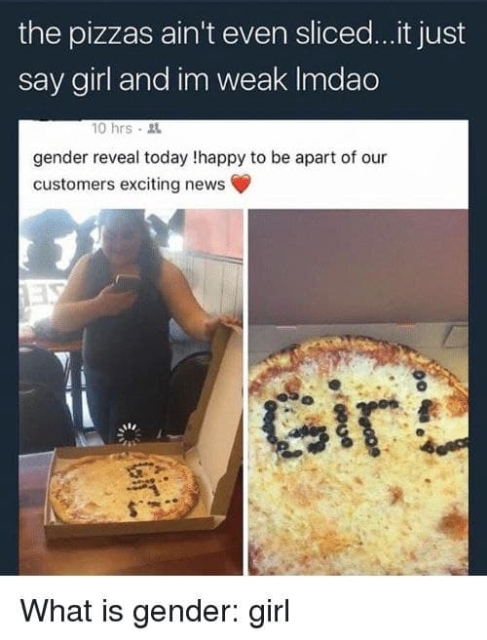 the pizzas ain't even sliced...it just
say girl and im weak lmdao
10 hrs ·
gender reveal today !happy to be apart of our
customers exciting news
Girl
What is gender: girl